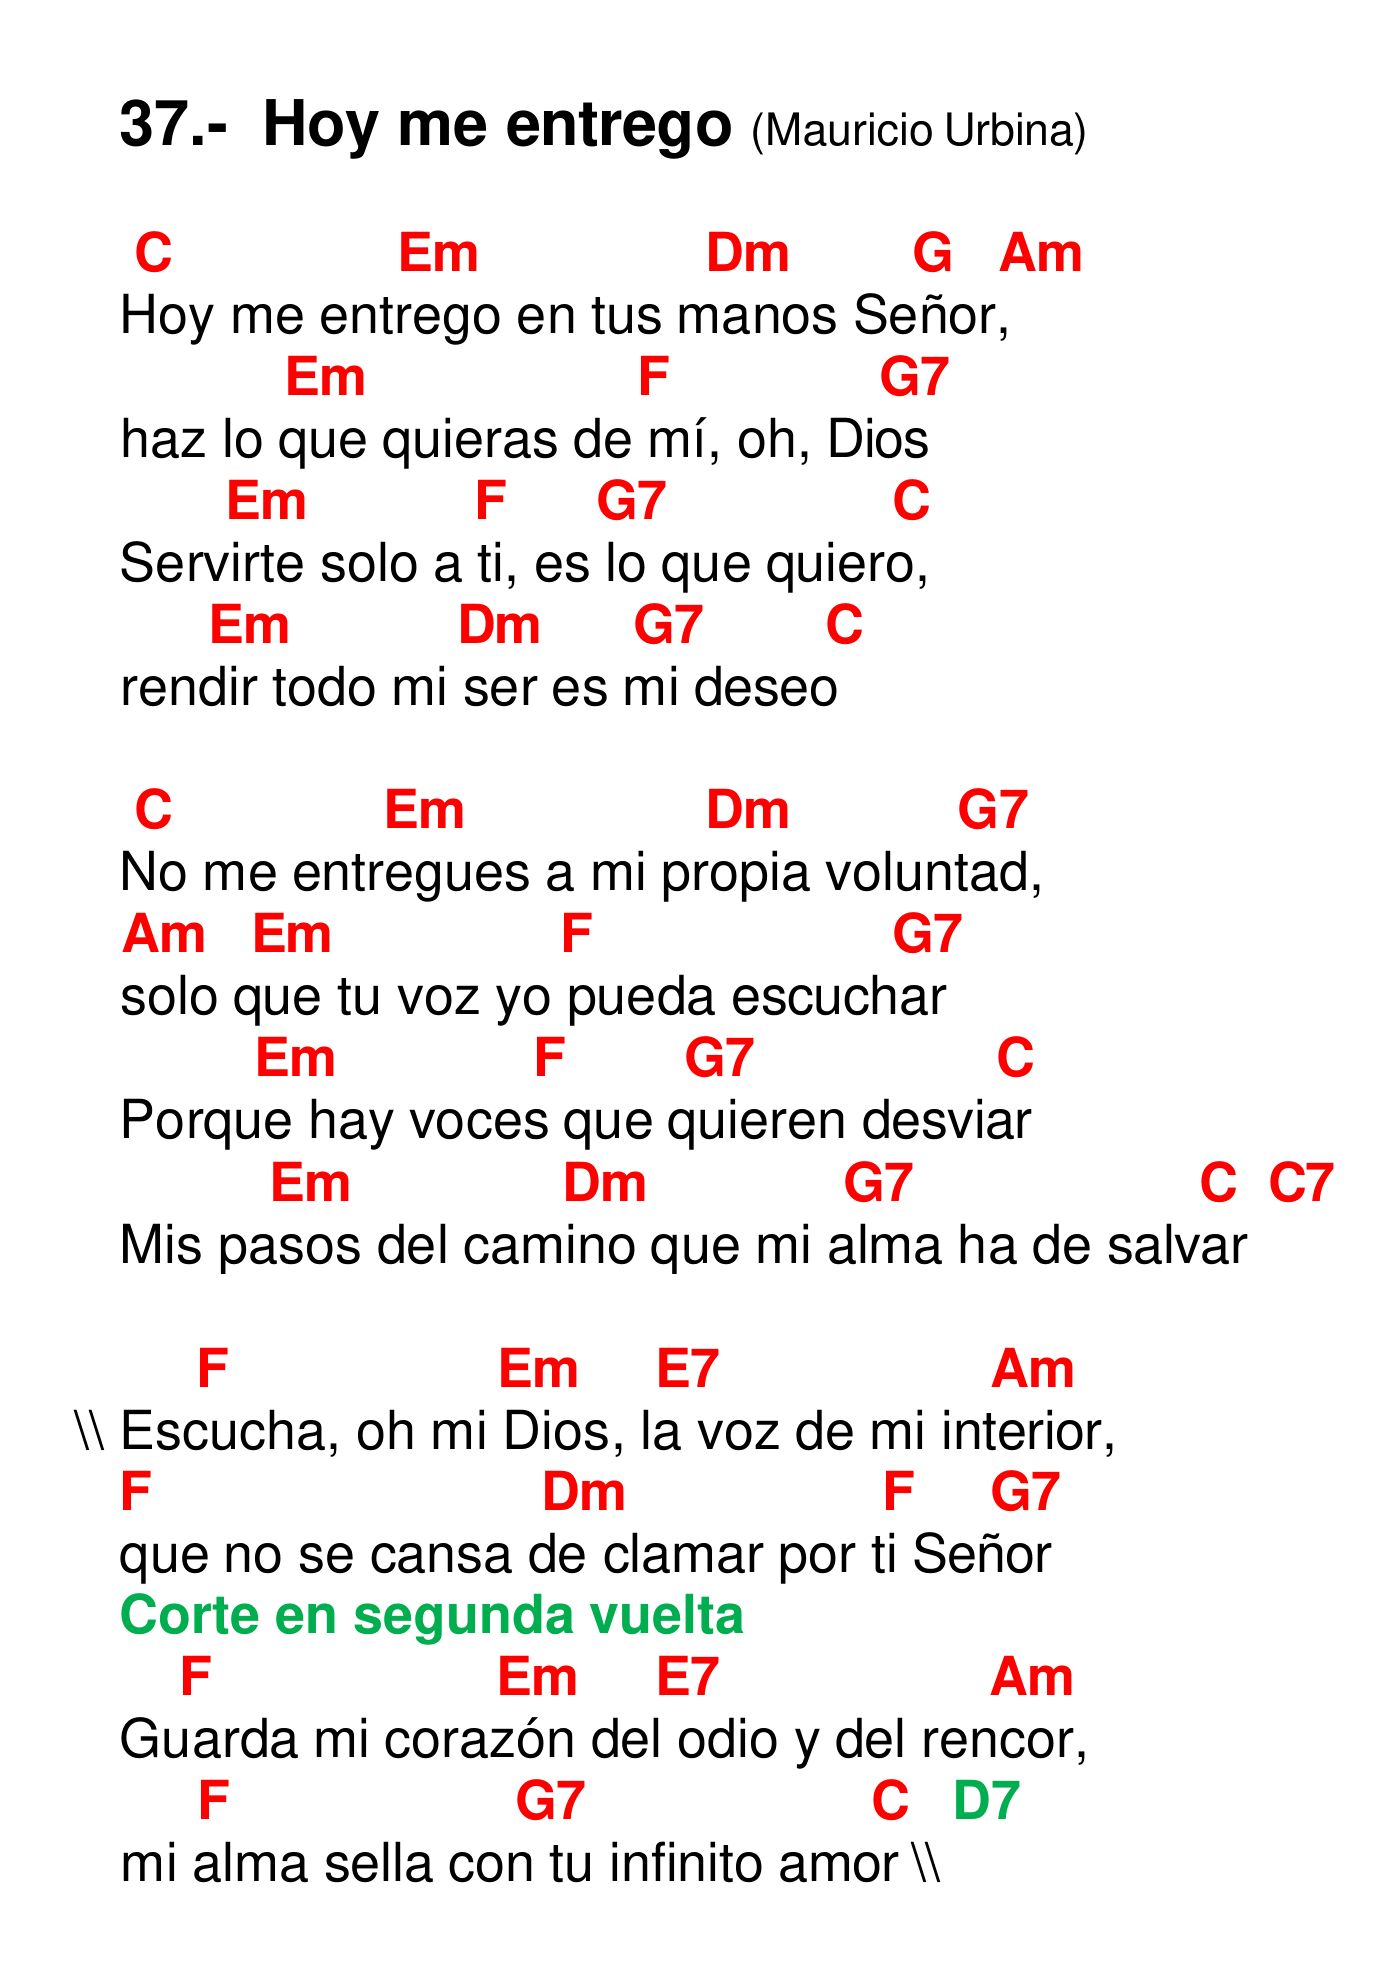 37.- Hoy me entrego (Mauricio Urbina)
C Em Dm G Am
Hoy me entrego en tus manos Señor,
Em F G7
haz lo que quieras de mí, oh, Dios
Em F G7 C
Servirte solo a ti, es lo que quiero,
Em Dm G7 C
rendir todo mi ser es mi deseo
C Em Dm G7
No me entregues a mi propia voluntad,
Am Em F G7
solo que tu voz yo pueda escuchar
Em F G7 C
Porque hay voces que quieren desviar
Em Dm G7 C C7
Mis pasos del camino que mi alma ha de salvar
F Em E7 Am
\\ Escucha, oh mi Dios, la voz de mi interior,
F Dm F G7
que no se cansa de clamar por ti Señor
Corte en segunda vuelta
F Em E7 Am
Guarda mi corazón del odio y del rencor,
F G7 C D7
mi alma sella con tu infinito amor \\